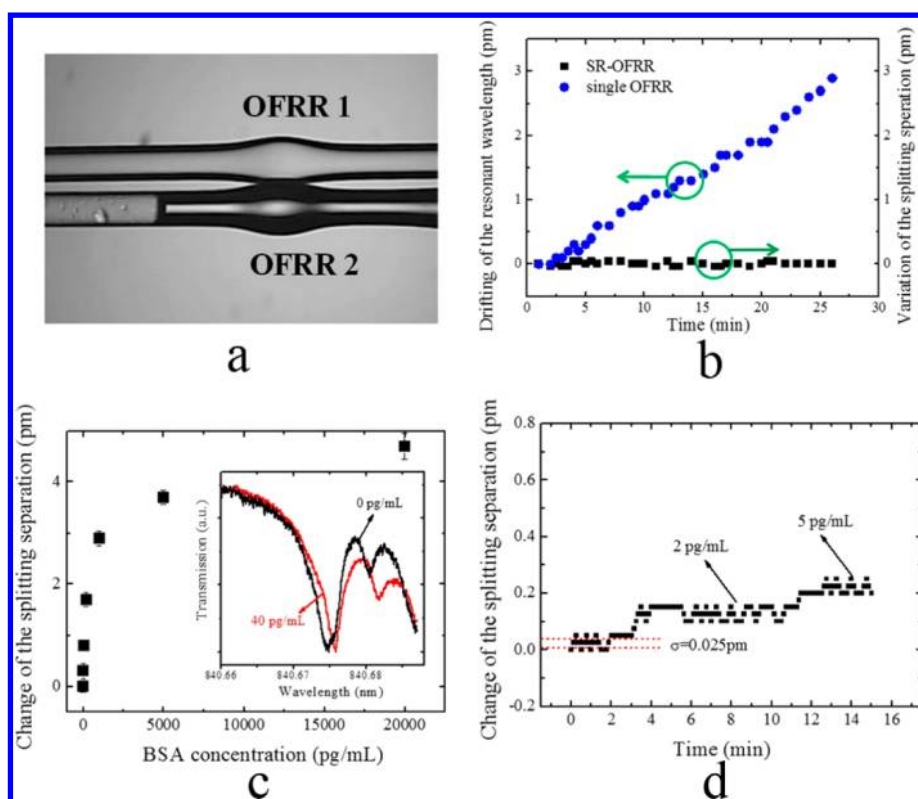 OFRR 1
OFRR 2
a
Drifting of the resonant wavelength (pm)
3
2
1
0
SR-OFRR
single OFRR
3
2
1
0
Variation of the splitting speration (pm)
0 5 10 15 20 25 30
Time (min)
b
Change of the splitting separation (pm)
4
2
0
Transmission (a.u.)
0 pg/mL
40 pg/mL
840.66 840.67 840.68
Wavelength (nm)
0 5000 10000 15000 20000
BSA concentration (pg/mL)
c
Change of the splitting separation (pm)
0.8
0.6
0.4
0.2
0.0
-0.2
2 pg/mL
5 pg/mL
σ=0.025pm
0 2 4 6 8 10 12 14 16
Time (min)
d